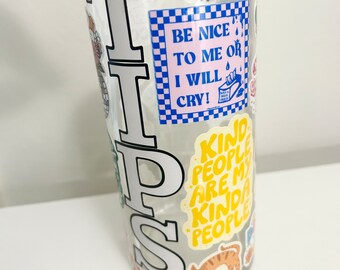 TIPS
BE NICE
TO ME OR
I WILL
CRY!
KIND
PEOPLE
ARE MY
KINDA
PEOPLE